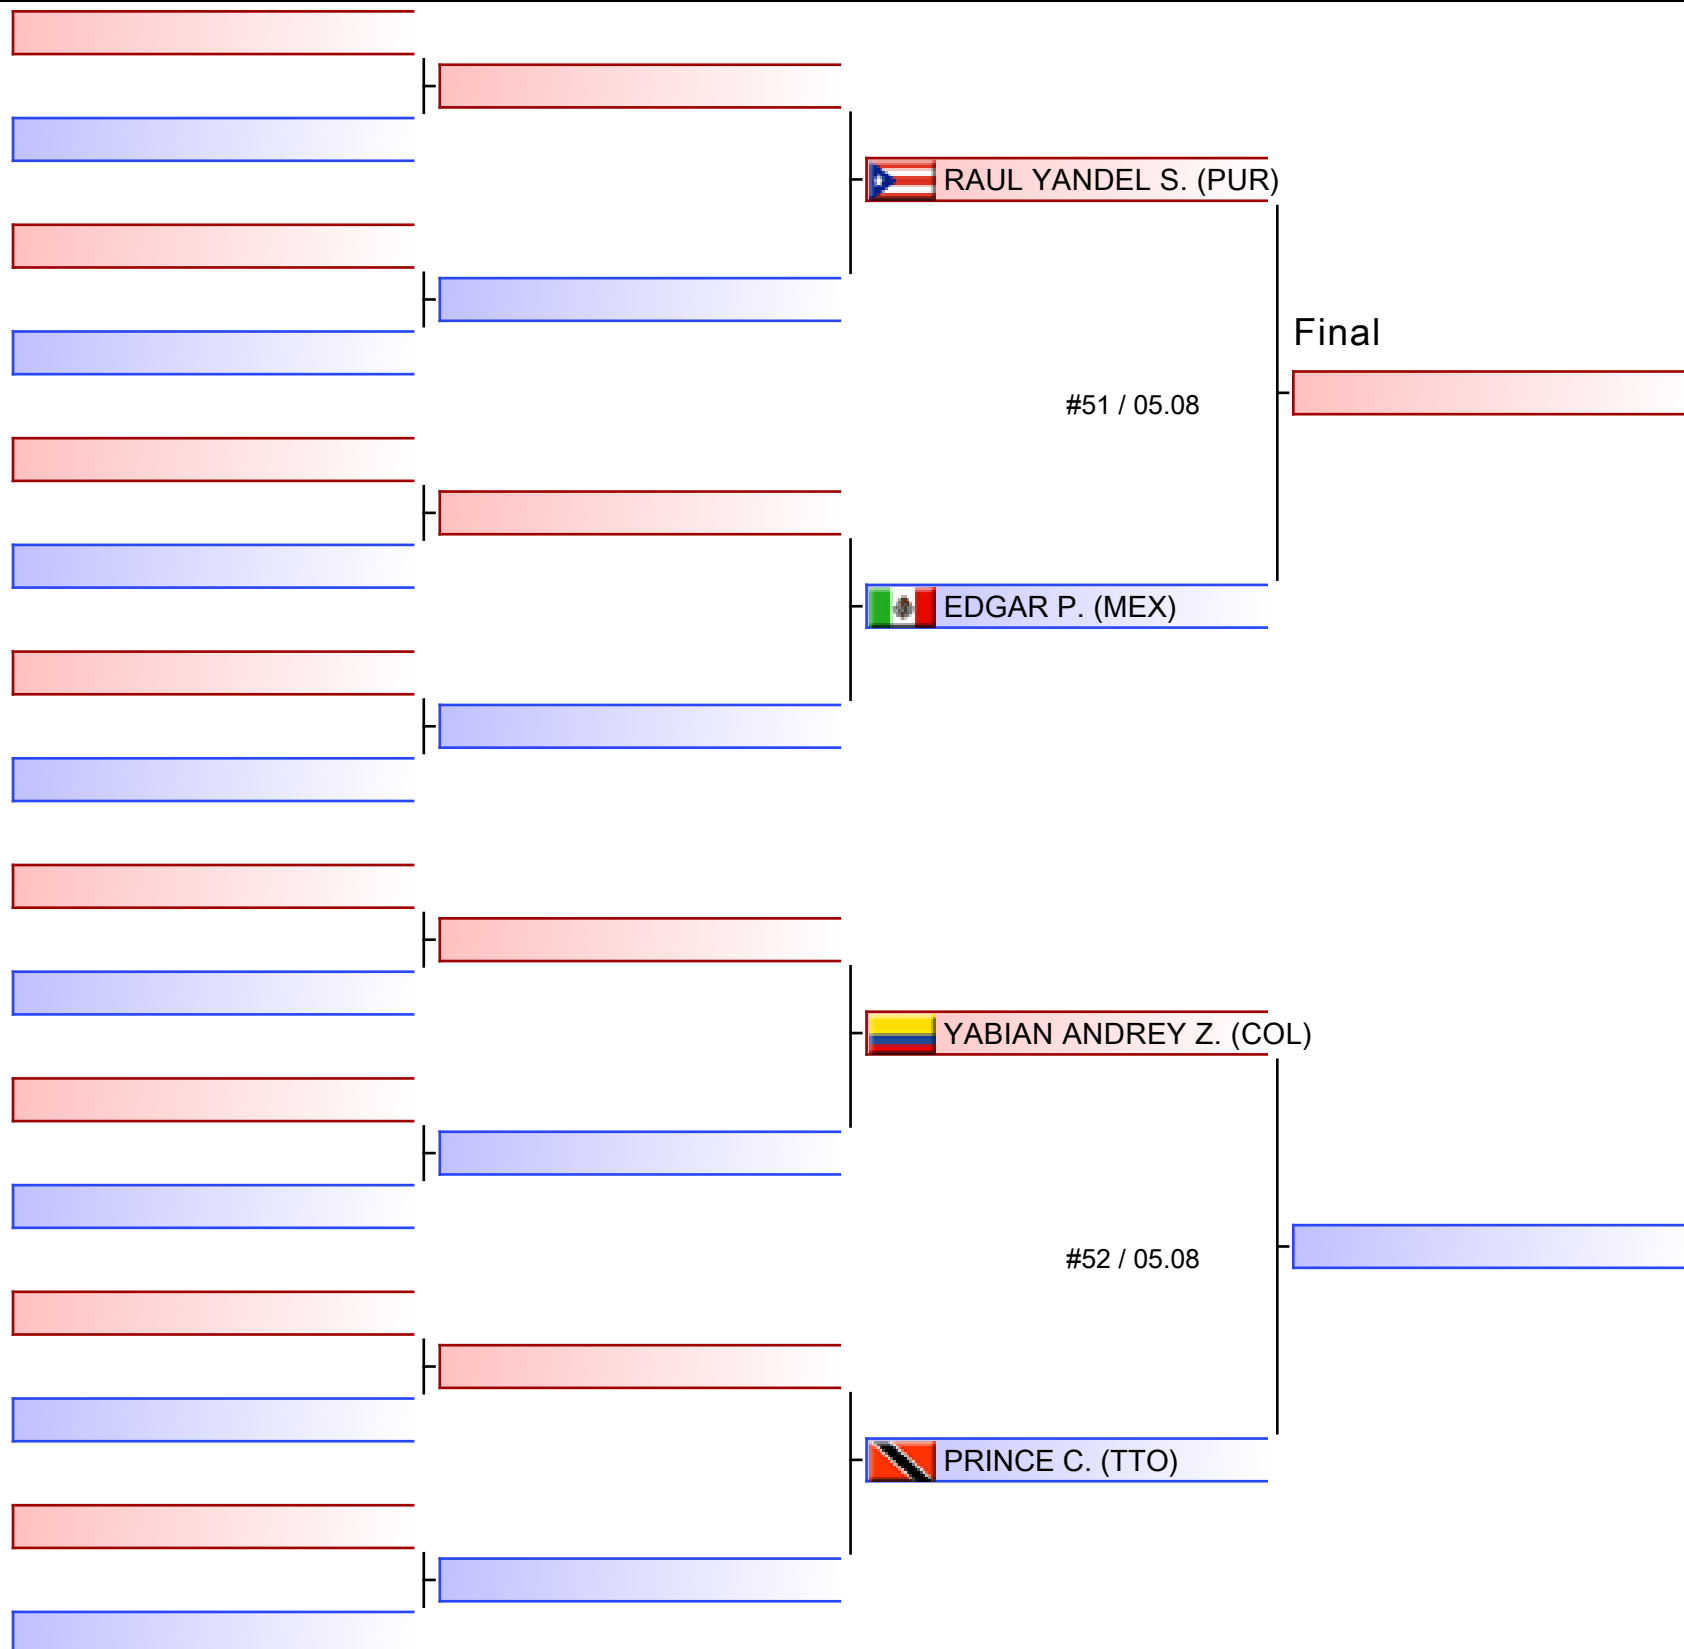 RAUL YANDEL S. (PUR)
Final
#51 / 05.08
EDGAR P. (MEX)
YABIAN ANDREY Z. (COL)
#52 / 05.08
PRINCE C. (TTO)